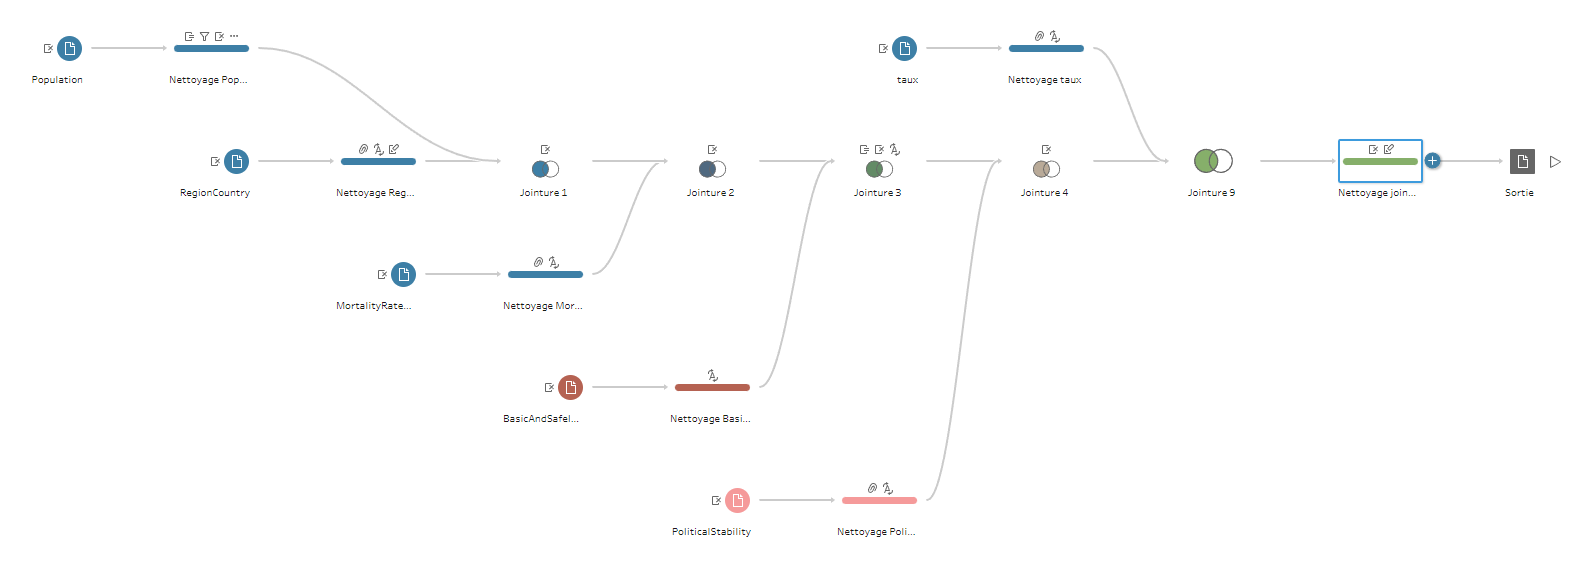 Population
Nettoyage Pop...
taux
Nettoyage taux
RegionCountry
Nettoyage Reg...
Jointure 1
Jointure 2
Jointure 3
Jointure 4
Jointure 9
Nettoyage join...
Sortie
MortalityRate...
Nettoyage Mor...
BasicAndSafel...
Nettoyage Basi...
PoliticalStability
Nettoyage Poli...